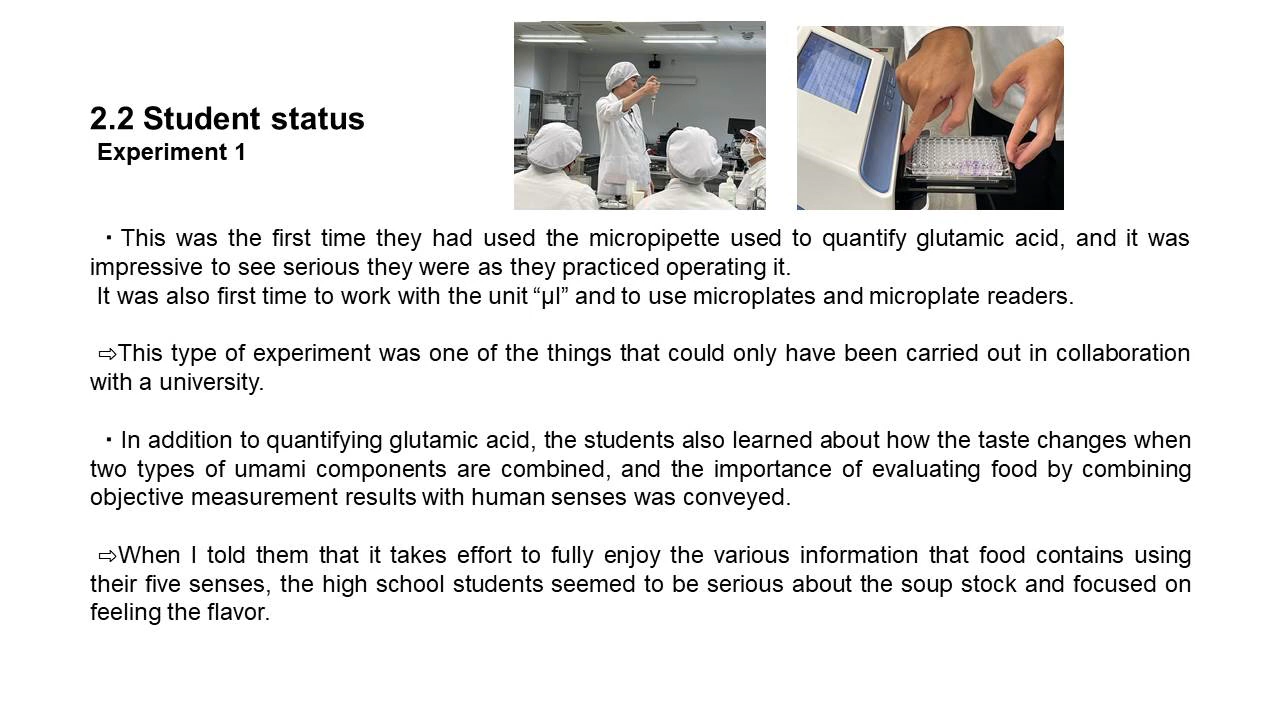 2.2 Student status
Experiment 1
・This was the first time they had used the micropipette used to quantify glutamic acid, and it was
impressive to see serious they were as they practiced operating it.
It was also first time to work with the unit “µl” and to use microplates and microplate readers.
⇨This type of experiment was one of the things that could only have been carried out in collaboration
with a university.
・In addition to quantifying glutamic acid, the students also learned about how the taste changes when
two types of umami components are combined, and the importance of evaluating food by combining
objective measurement results with human senses was conveyed.
⇨When I told them that it takes effort to fully enjoy the various information that food contains using
their five senses, the high school students seemed to be serious about the soup stock and focused on
feeling the flavor.